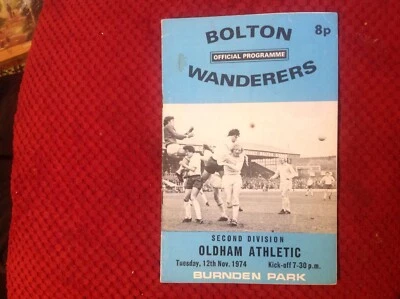 BOLTON
8p
OFFICIAL PROGRAMME
WANDERERS
SECOND DIVISION
OLDHAM ATHLETIC
Tuesday, 12th Nov. 1974 Kick-off 7-30 p.m.
BURNDEN PARK